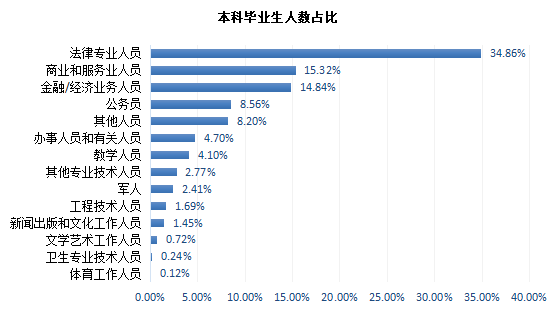 本科毕业生人数占比
法律专业人员 34.86%
商业和服务业人员 15.32%
金融/经济业务人员 14.84%
公务员 8.56%
其他人员 8.20%
办事人员和有关人员 4.70%
教学人员 4.10%
其他专业技术人员 2.77%
军人 2.41%
工程技术人员 1.69%
新闻出版和文化工作人员 1.45%
文学艺术工作人员 0.72%
卫生专业技术人员 0.24%
体育工作人员 0.12%
0.00% 5.00% 10.00% 15.00% 20.00% 25.00% 30.00% 35.00% 40.00%